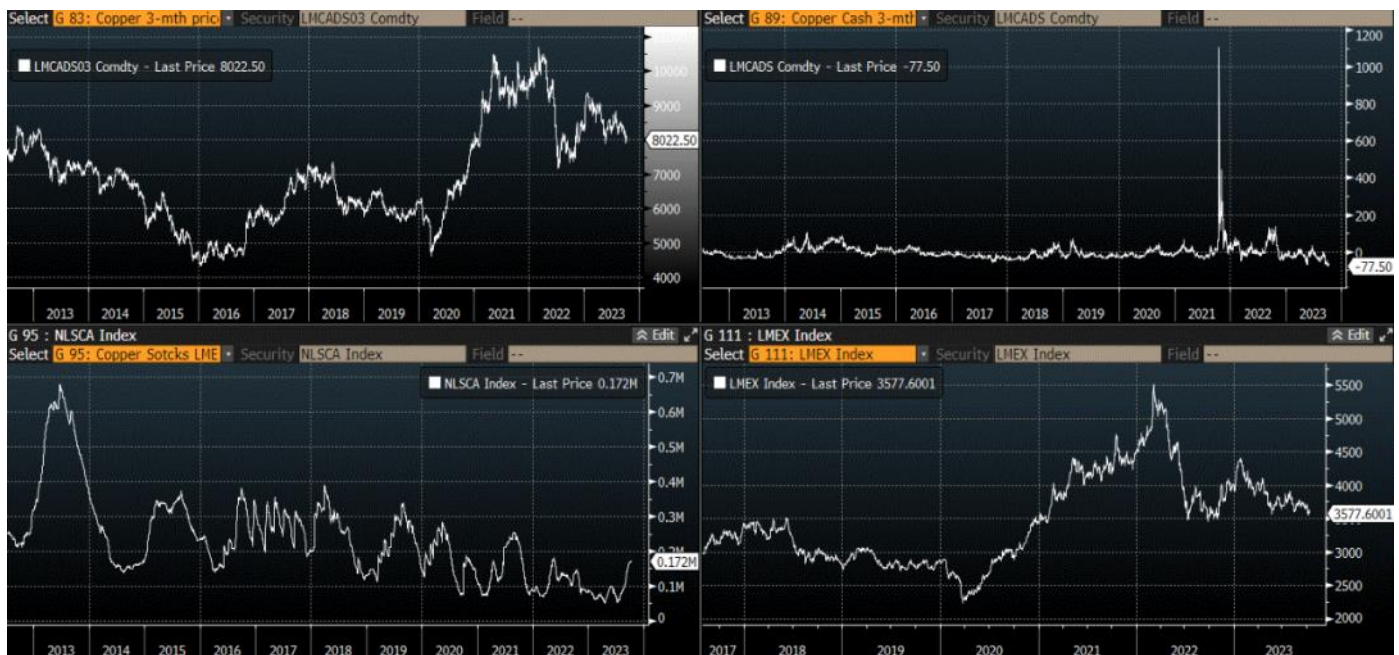 Select G 83: Copper 3-mth pric Security LMCADS03 Comdty Field --
LMCADS03 Comdty - Last Price 8022.50
10000
9000
8022.50
7000
6000
5000
4000
2013 2014 2015 2016 2017 2018 2019 2020 2021 2022 2023
Select G 89: Copper Cash 3-mth Security LMCADS Comdty Field --
LMCADS Comdty - Last Price -77.50
1200
1000
800
600
400
200
0
-77.50
2013 2014 2015 2016 2017 2018 2019 2020 2021 2022 2023
G 95 : NLSCA Index Edit
Select G 95: Copper Sotcks LME Security NLSCA Index Field --
NLSCA Index - Last Price 0.172M
0.7M
0.6M
0.5M
0.4M
0.3M
0.172M
0.1M
0
2013 2014 2015 2016 2017 2018 2019 2020 2021 2022 2023
G 111 : LMEX Index Edit
Select G 111: LMEX Index Security LMEX Index Field --
LMEX Index - Last Price 3577.6001
5500
5000
4500
4000
3577.6001
3000
2500
2000
2017 2018 2019 2020 2021 2022 2023